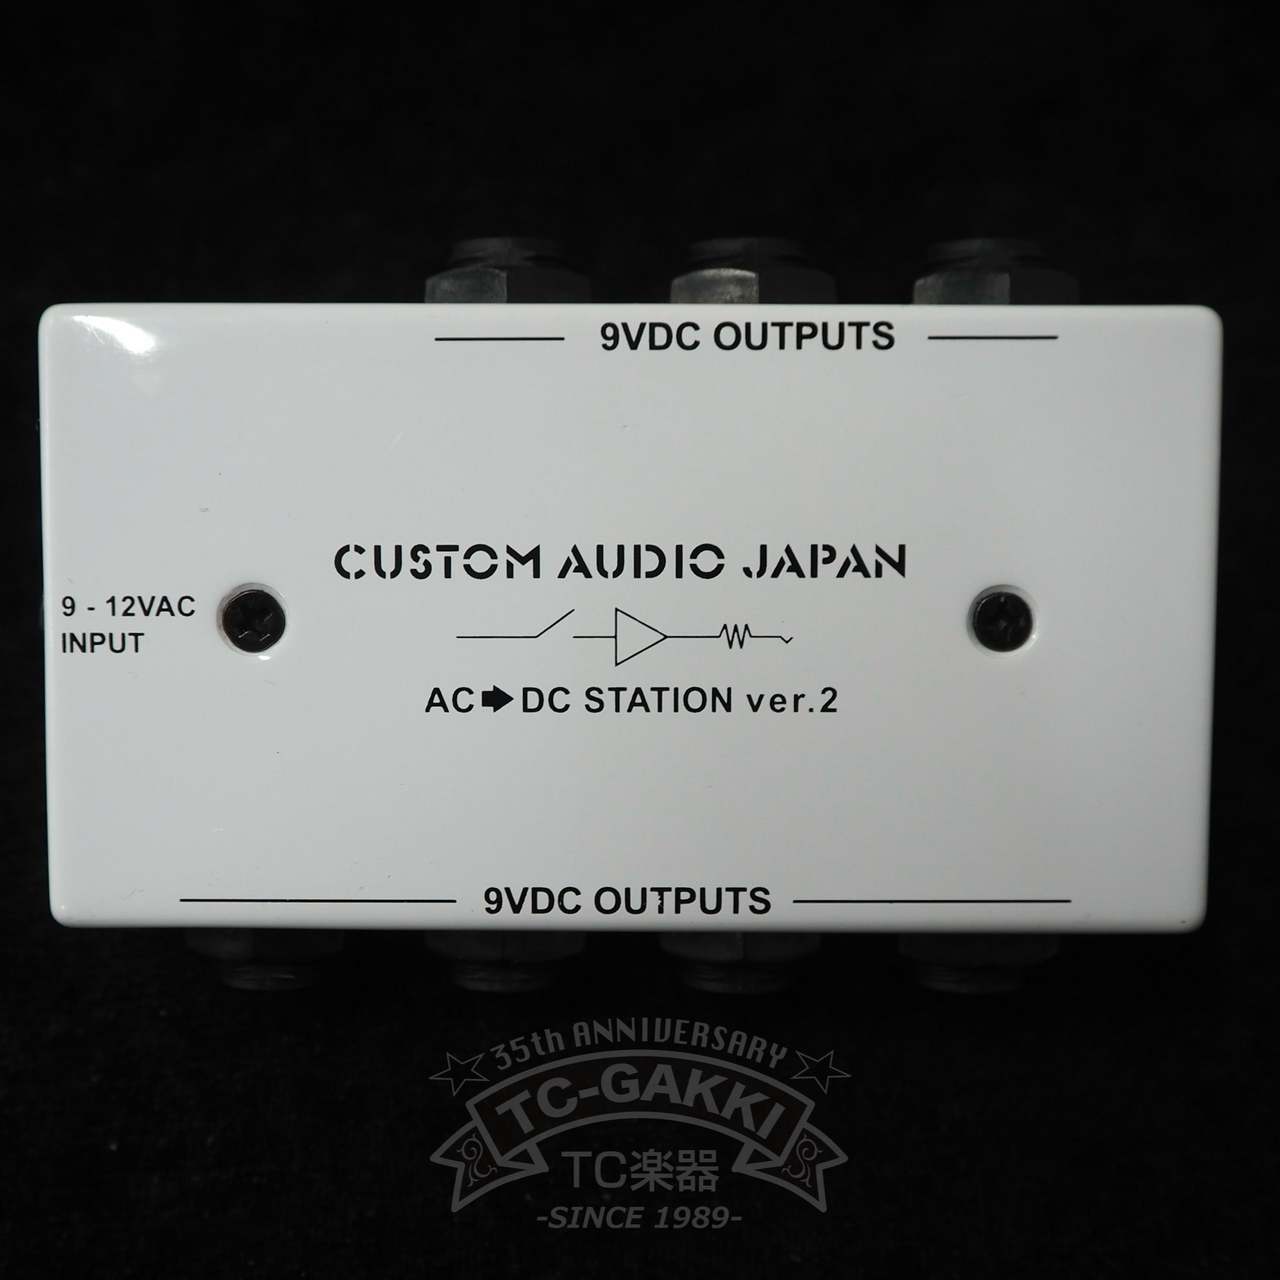 9VDC OUTPUTS
CUSTOM AUDIO JAPAN
9 - 12VAC
INPUT
AC➡DC STATION ver.2
9VDC OUTPUTS
35th ANNIVERSARY
TC-GAKKI
TC楽器
-SINCE 1989-